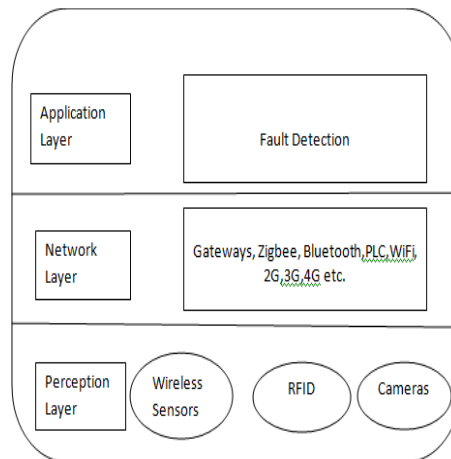 Application
Layer
Fault Detection
Network
Layer
Gateways, Zigbee, Bluetooth,PLC,WiFi,
2G,3G,4G etc.
Perception
Layer
Wireless
Sensors
RFID
Cameras